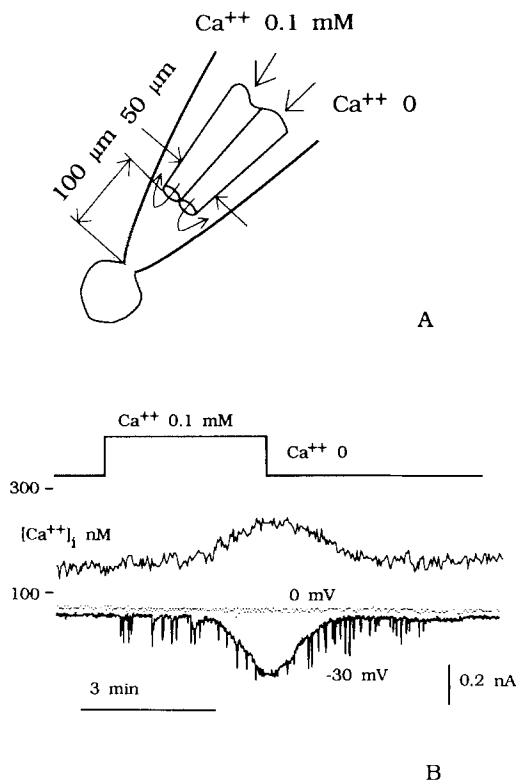 Ca++ 0.1 mM
Ca++ 0
100 μm 50 μm
A
Ca++ 0.1 mM
Ca++ 0
300
[Ca++]i nM
100
0 mV
-30 mV
3 min
0.2 nA
B